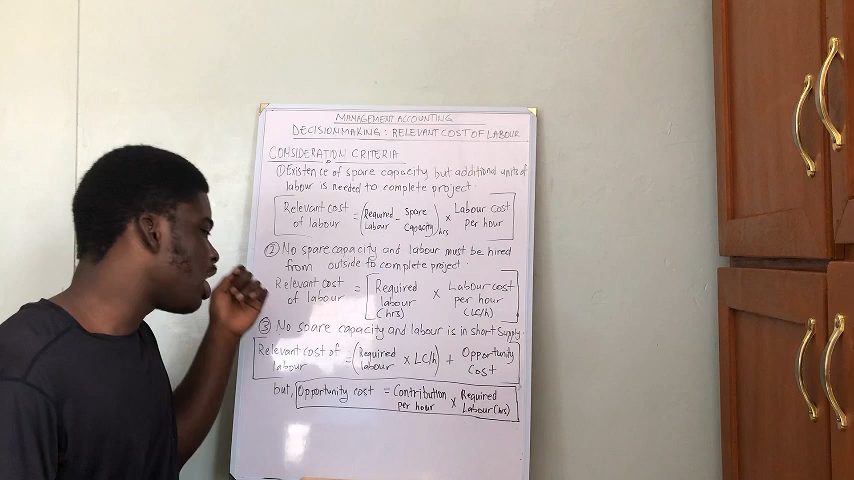 MANAGEMENT ACCOUNTING
DECISION MAKING : RELEVANT COST OF LABOUR
CONSIDERATION CRITERIA
① Existence of spare capacity but additional units of
labour is needed to complete project
Relevant cost of labour = (Required Labour - Spare Capacity) hrs × Labour cost per hour
② No spare capacity and labour must be hired
from outside to complete project.
Relevant cost of labour = Required labour (hrs) × Labour cost per hour (LC/h)
③ No spare capacity and labour is in short supply.
Relevant cost of labour = (Required labour × LC/h) + Opportunity Cost
but, Opportunity cost = Contribution per hour × Required Labour (hrs)